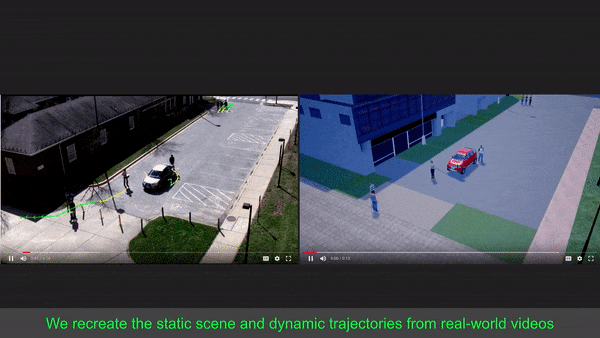 We recreate the static scene and dynamic trajectories from real-world videos